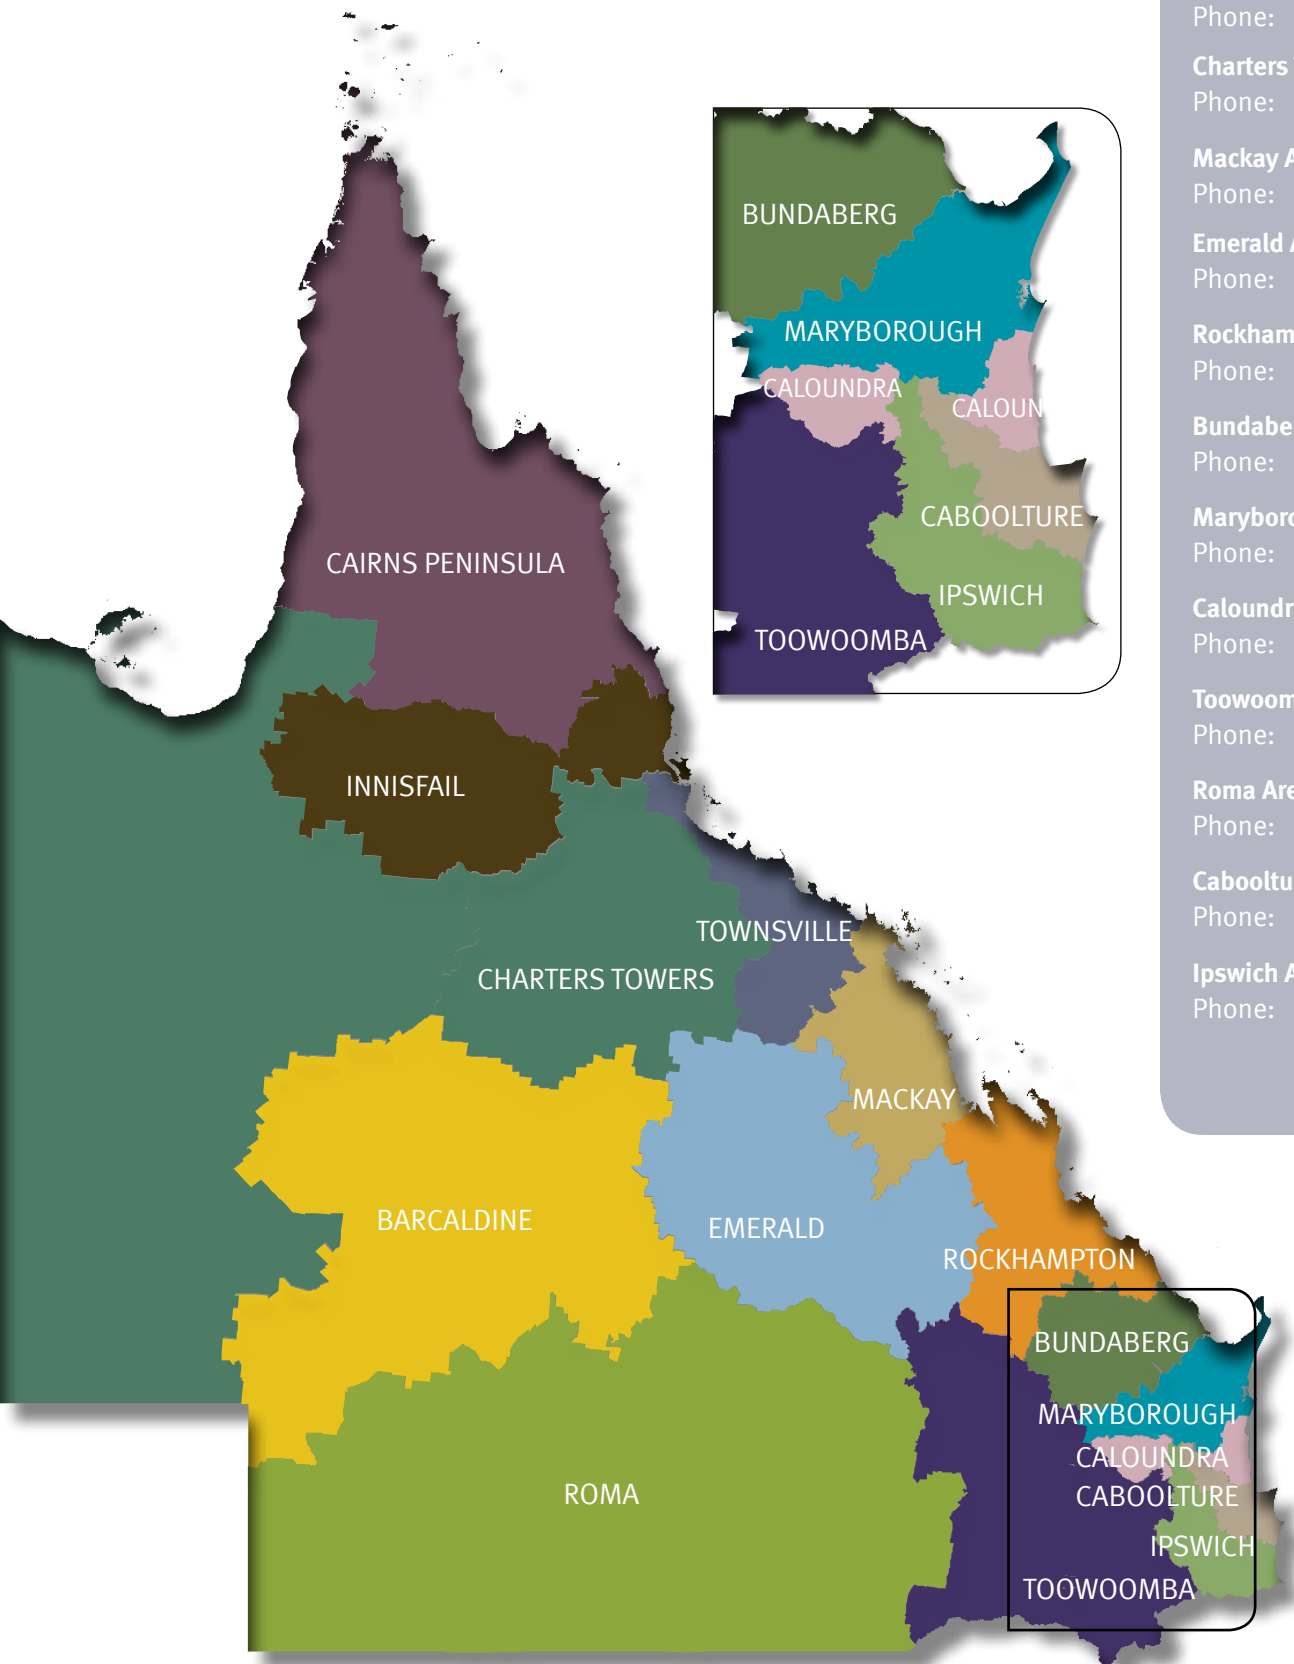 CAIRNS PENINSULA
INNISFAIL
TOWNSVILLE
CHARTERS TOWERS
MACKAY
BARCALDINE
EMERALD
ROCKHAMPTON
BUNDABERG
MARYBOROUGH
CALOUNDRA
CABOOLTURE
IPSWICH
ROMA
TOOWOOMBA
BUNDABERG
MARYBOROUGH
CALOUNDRA
CALOUN
CABOOLTURE
IPSWICH
TOOWOOMBA
Phone:
Charters
Phone:
Mackay A
Phone:
Emerald A
Phone:
Rockham
Phone:
Bundabe
Phone:
Marybor
Phone:
Caloundr
Phone:
Toowoom
Phone:
Roma Are
Phone:
Cabooltu
Phone:
Ipswich A
Phone: